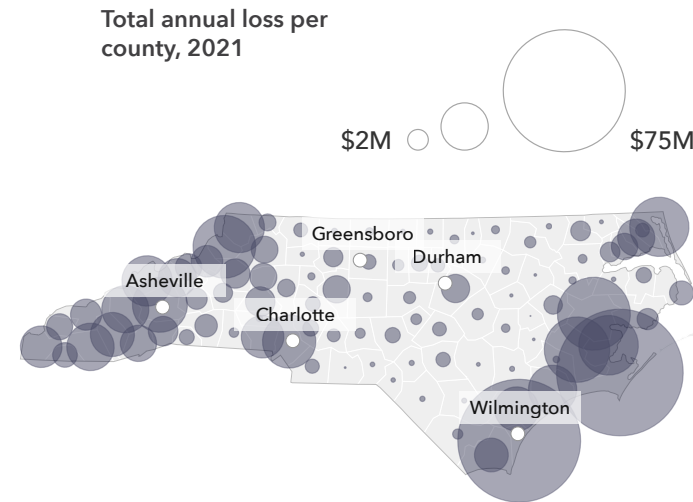 Total annual loss per
county, 2021
$2M
$75M
Greensboro
Durham
Asheville
Charlotte
Wilmington